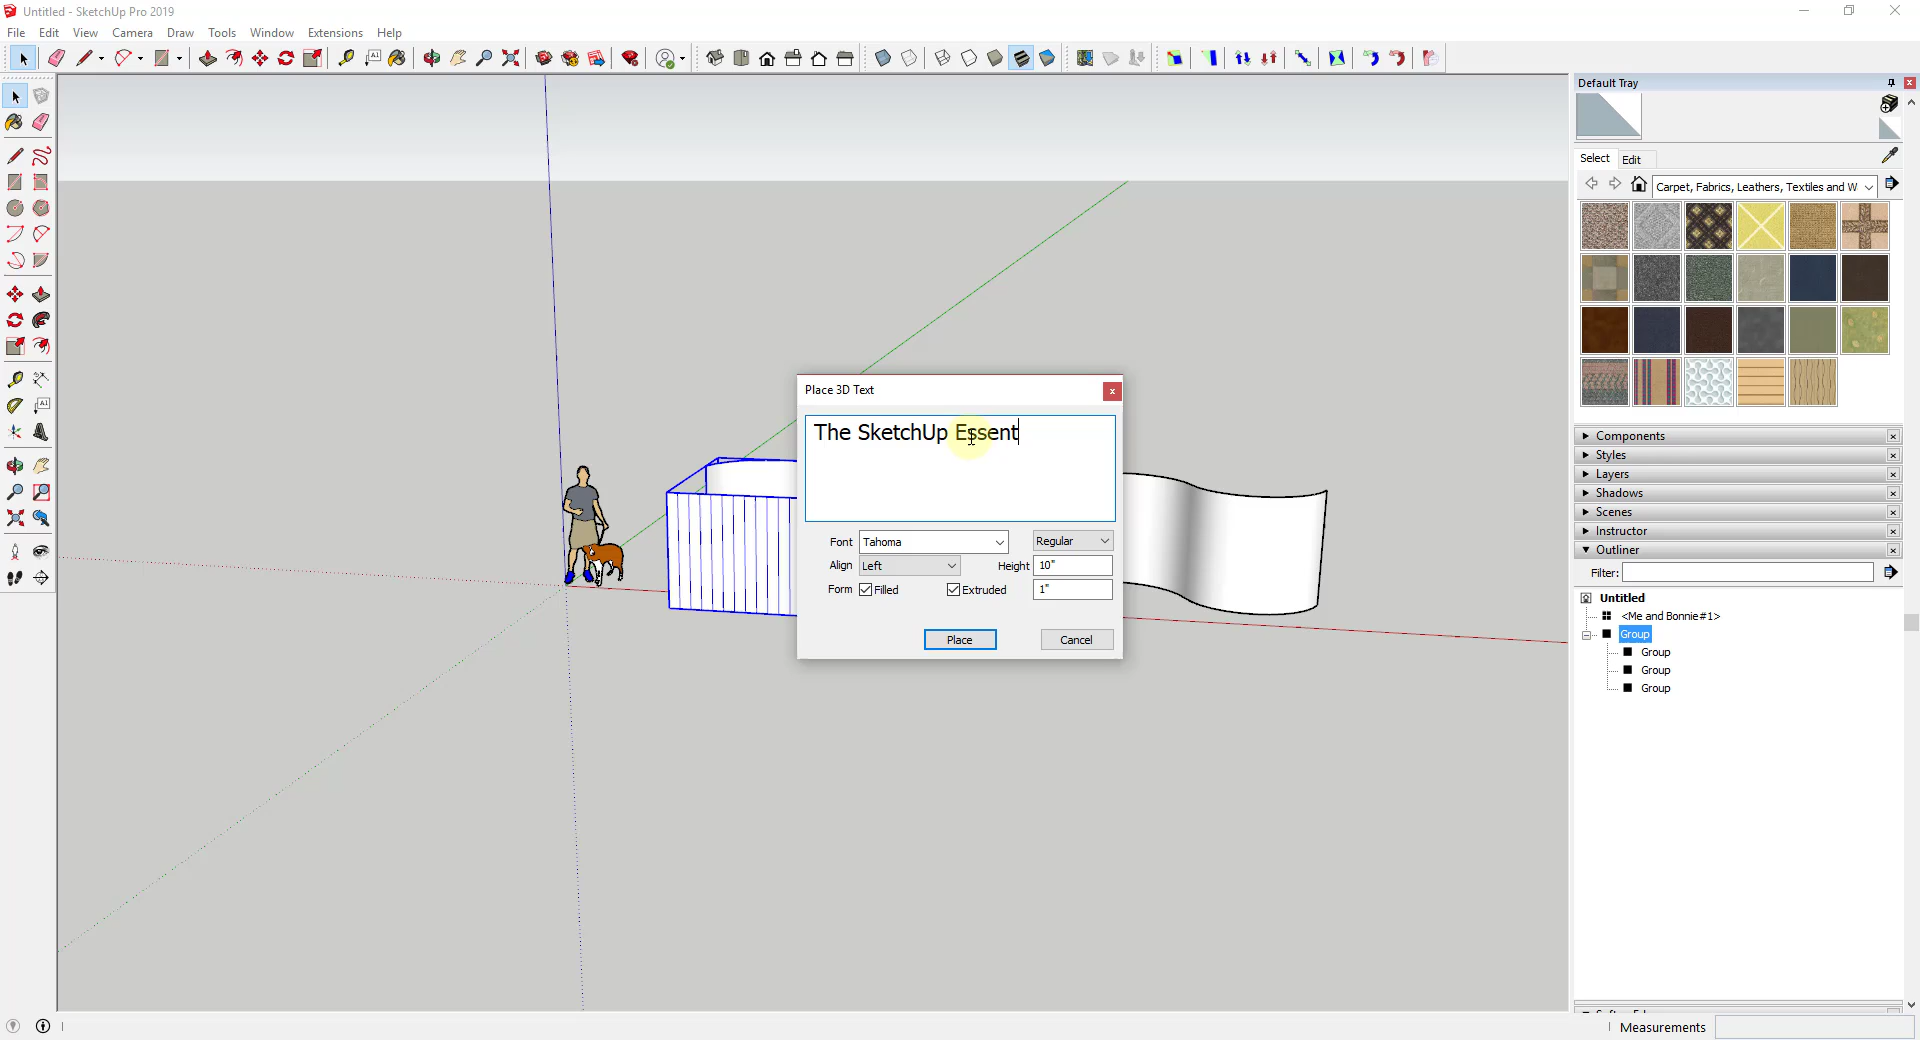 Untitled - SketchUp Pro 2019
File Edit View Camera Draw Tools Window Extensions Help
Default Tray
Select Edit
Carpet, Fabrics, Leathers, Textiles and W
Place 3D Text
The SketchUp Essent
Font Tahoma Regular
Align Left Height 10"
Form Filled Extruded 1"
Place Cancel
Components
Styles
Layers
Shadows
Scenes
Instructor
Outliner
Filter:
Untitled
<Me and Bonnie#1>
Group
Group
Group
Group
Measurements